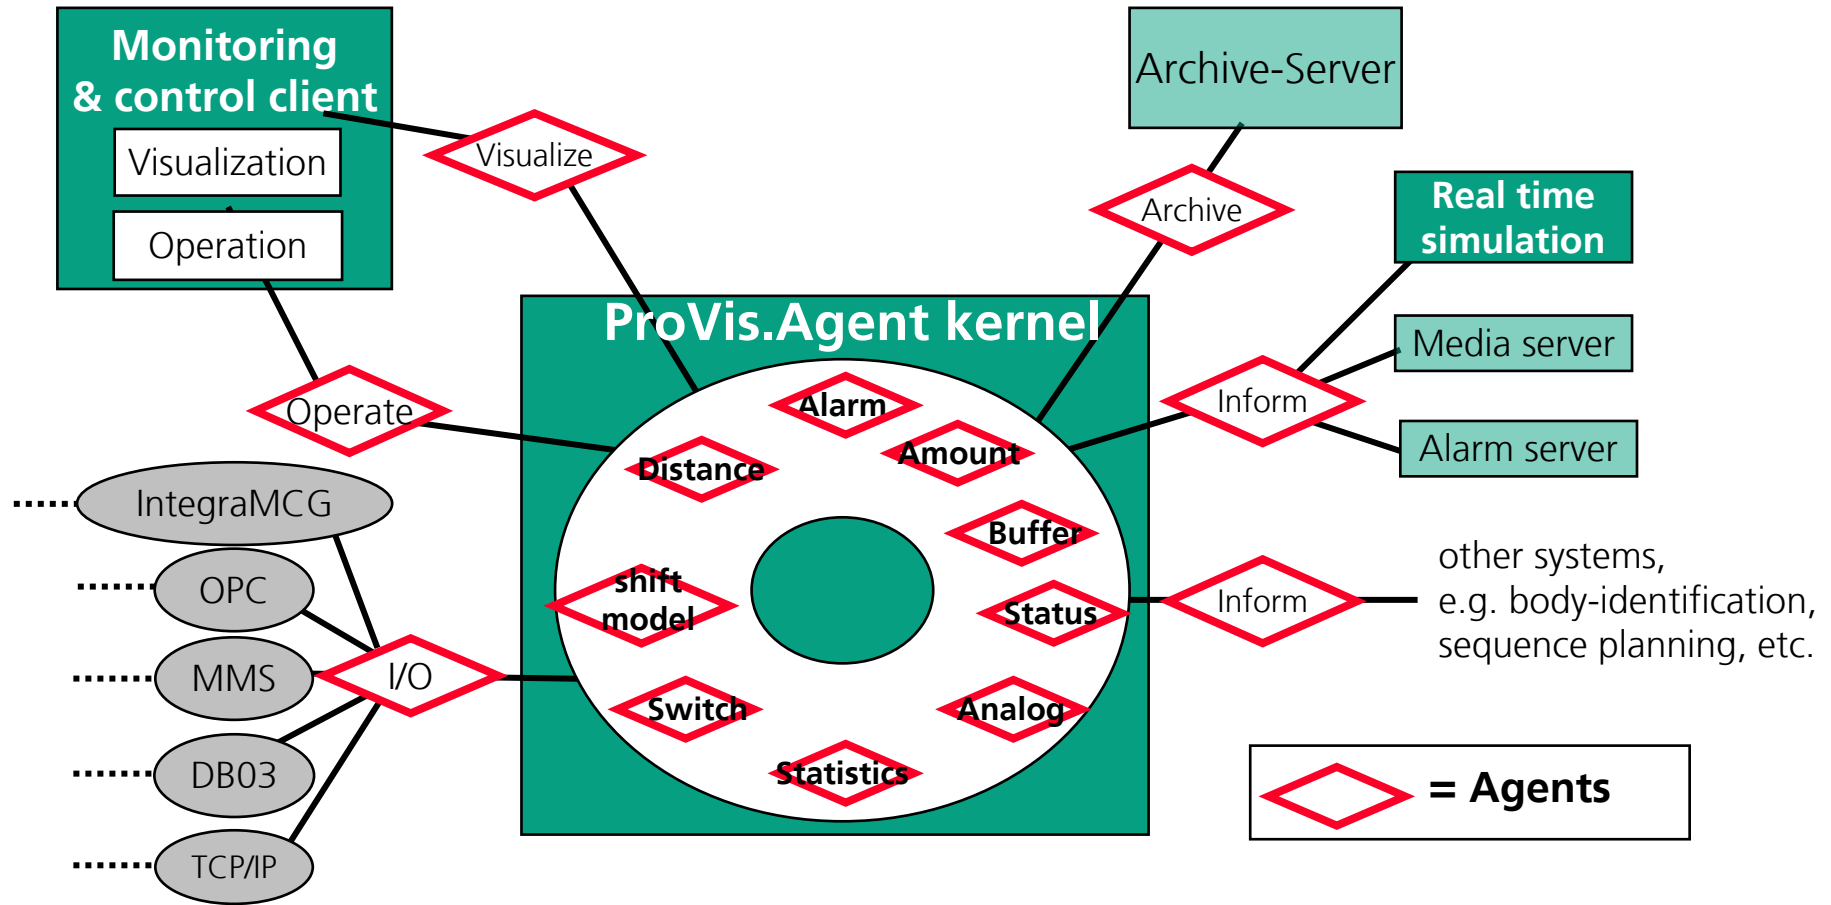 Monitoring
& control client
Visualization
Operation
Visualize
Operate
Archive-Server
Archive
Real time
simulation
Media server
Alarm server
Inform
ProVis.Agent kernel
Alarm
Amount
Distance
Buffer
shift
model
Status
Switch
Analog
Statistics
IntegraMCG
OPC
MMS
DB03
TCP/IP
I/O
Inform
other systems,
e.g. body-identification,
sequence planning, etc.
= Agents